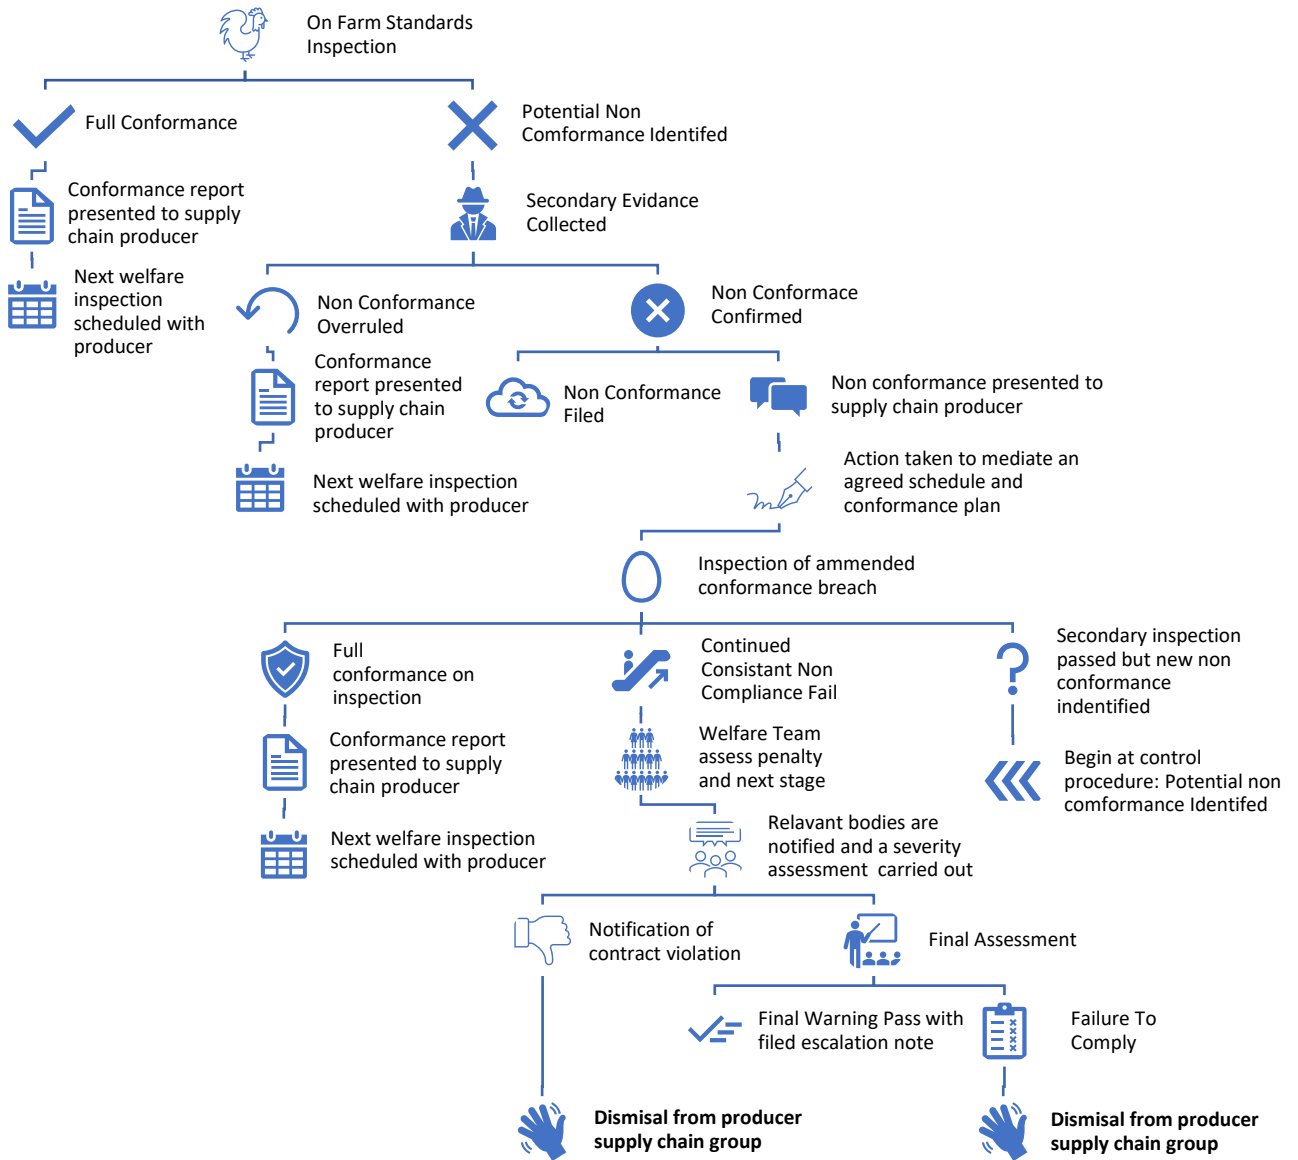 On Farm Standards
Inspection
Full Conformance
Potential Non
Comformance Identifed
Conformance report
presented to supply
chain producer
Secondary Evidance
Collected
Next welfare
inspection
scheduled with
producer
Non Conformance
Overruled
Non Conformace
Confirmed
Conformance
report presented
to supply chain
producer
Non Conformance
Filed
Non conformance presented to
supply chain producer
Next welfare inspection
scheduled with producer
Action taken to mediate an
agreed schedule and
conformance plan
Inspection of ammended
conformance breach
Full
conformance on
inspection
Continued
Consistant Non
Compliance Fail
Secondary inspection
passed but new non
conformance
indentified
Conformance report
presented to supply
chain producer
Welfare Team
assess penalty
and next stage
Begin at control
procedure: Potential non
comformance Identifed
Next welfare inspection
scheduled with producer
Relavant bodies are
notified and a severity
assessment carried out
Notification of
contract violation
Final Assessment
Final Warning Pass with
filed escalation note
Failure To
Comply
Dismisal from producer
supply chain group
Dismisal from producer
supply chain group